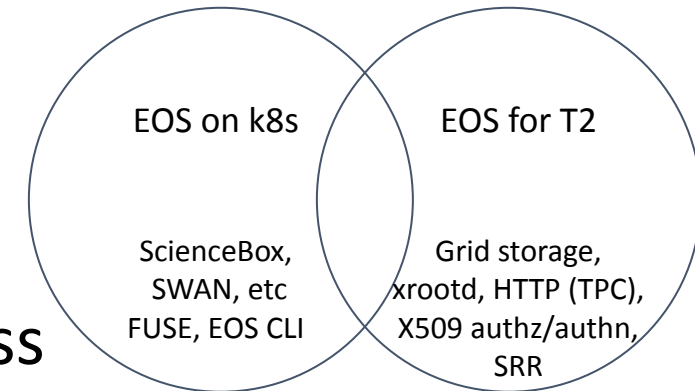 EOS on k8s
ScienceBox,
SWAN, etc
FUSE, EOS CLI
EOS for T2
Grid storage,
xrootd, HTTP (TPC),
X509 authz/authn,
SRR
ss